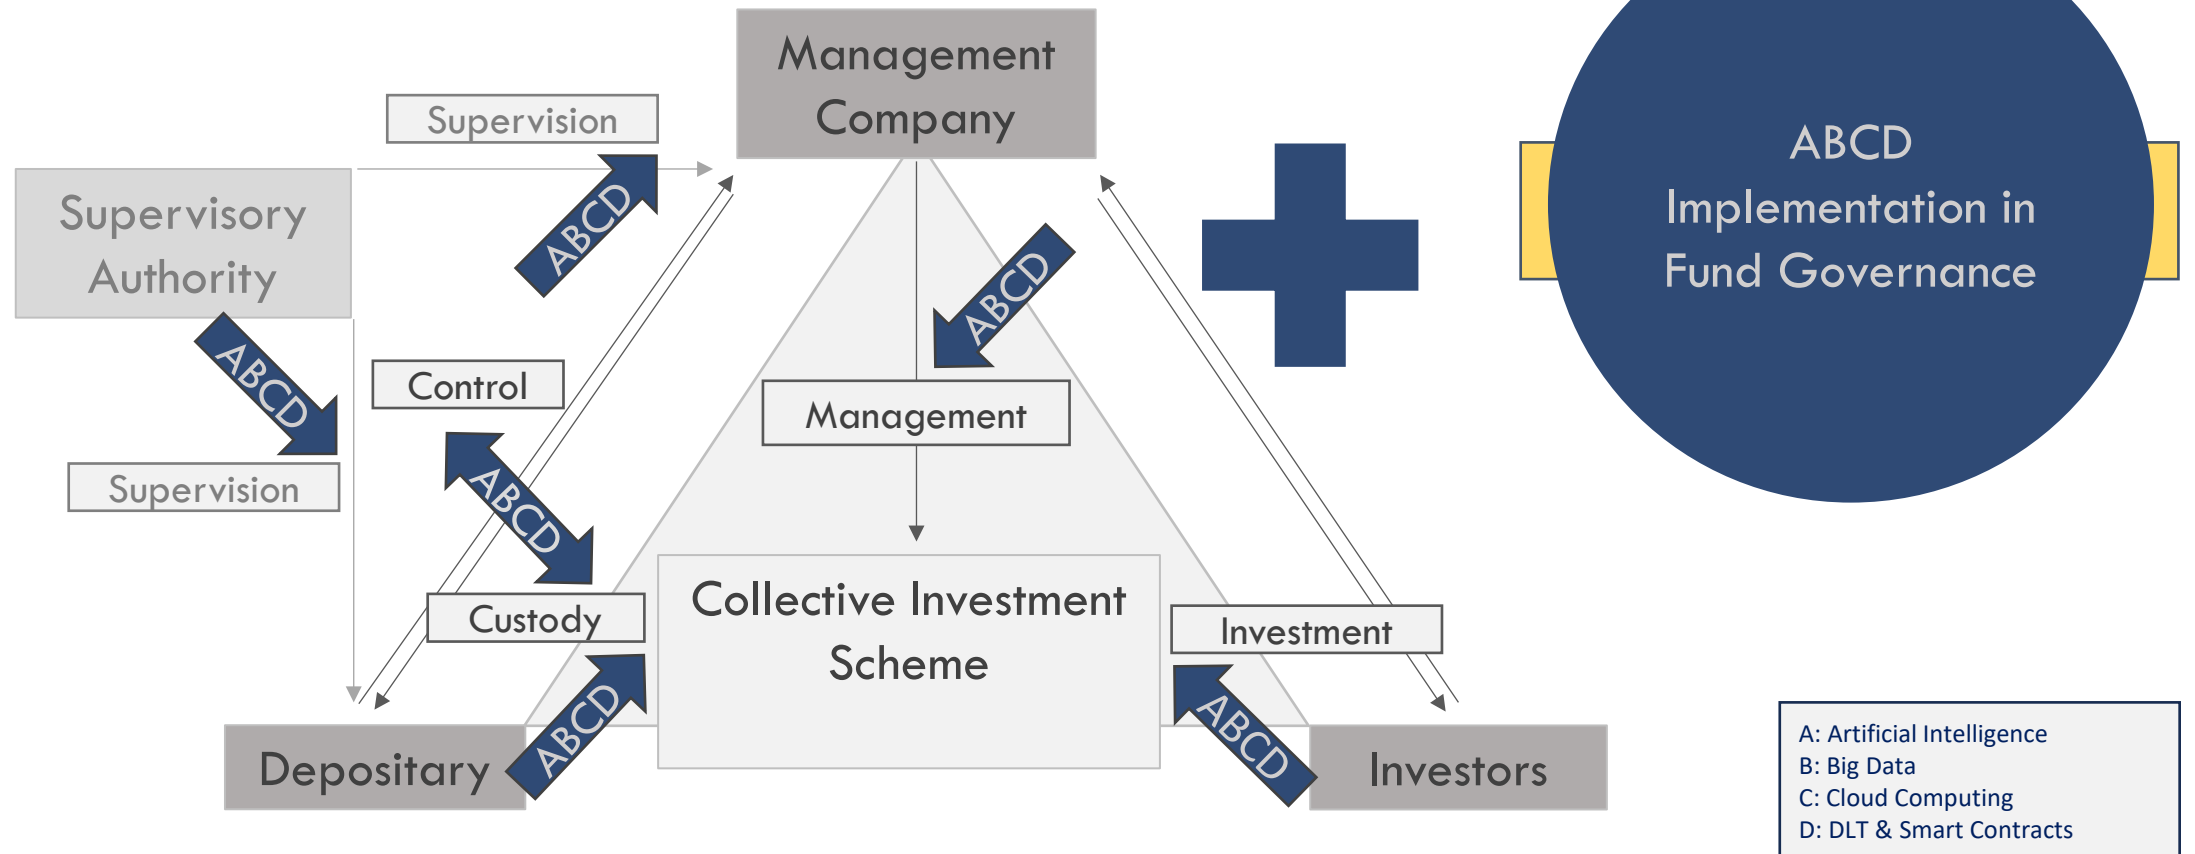 Management
Company
Supervision
ABCD
Supervisory
Authority
ABCD
Implementation in
Fund Governance
ABCD
ABCD
Control
Management
ABCD
Supervision
ABCD
Custody
Collective Investment
Scheme
Investment
ABCD
ABCD
Depositary
Investors
A: Artificial Intelligence
B: Big Data
C: Cloud Computing
D: DLT & Smart Contracts